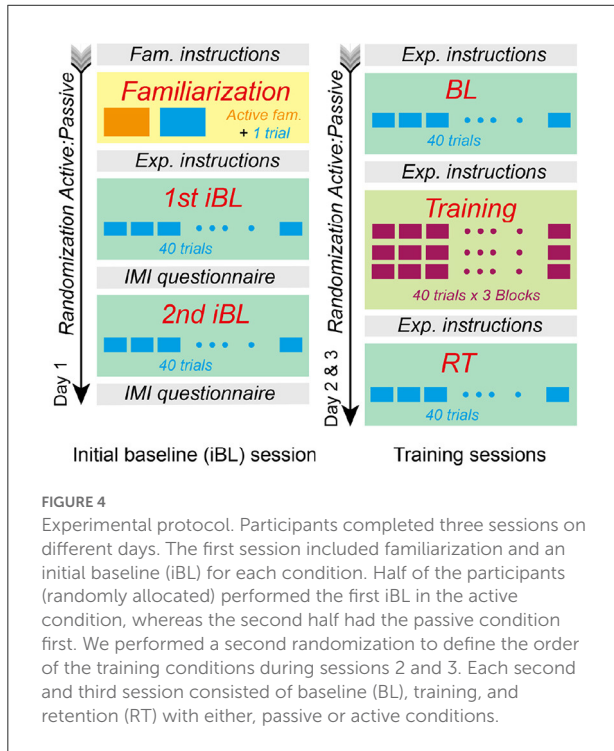 Randomization Active:Passive
Day 1
Fam. instructions
Familiarization
Active fam.
+ 1 trial
Exp. instructions
1st iBL
40 trials
IMI questionnaire
2nd iBL
40 trials
IMI questionnaire
Initial baseline (iBL) session
Randomization Active:Passive
Day 2 & 3
Exp. instructions
BL
40 trials
Exp. instructions
Training
40 trials x 3 Blocks
Exp. instructions
RT
40 trials
Training sessions
FIGURE 4
Experimental protocol. Participants completed three sessions on
different days. The first session included familiarization and an
initial baseline (iBL) for each condition. Half of the participants
(randomly allocated) performed the first iBL in the active
condition, whereas the second half had the passive condition
first. We performed a second randomization to define the order
of the training conditions during sessions 2 and 3. Each second
and third session consisted of baseline (BL), training, and
retention (RT) with either, passive or active conditions.